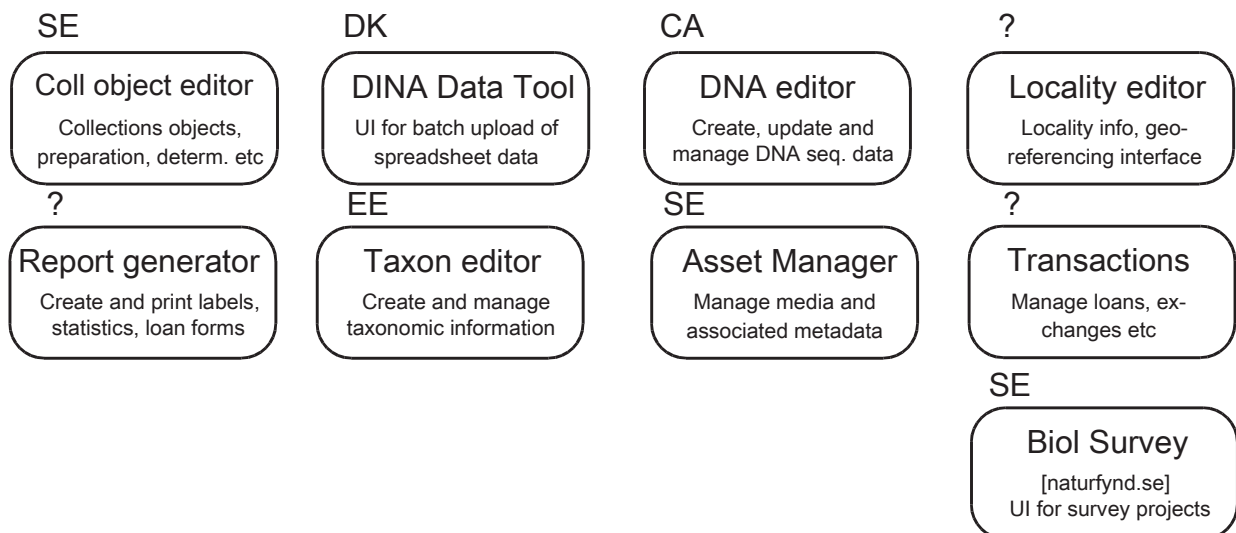 SE
Coll object editor
Collections objects,
preparation, determ. etc
DK
DINA Data Tool
UI for batch upload of
spreadsheet data
CA
DNA editor
Create, update and
manage DNA seq. data
?
Locality editor
Locality info, geo-
referencing interface
?
Report generator
Create and print labels,
statistics, loan forms
EE
Taxon editor
Create and manage
taxonomic information
SE
Asset Manager
Manage media and
associated metadata
?
Transactions
Manage loans, ex-
changes etc
SE
Biol Survey
[naturfynd.se]
UI for survey projects